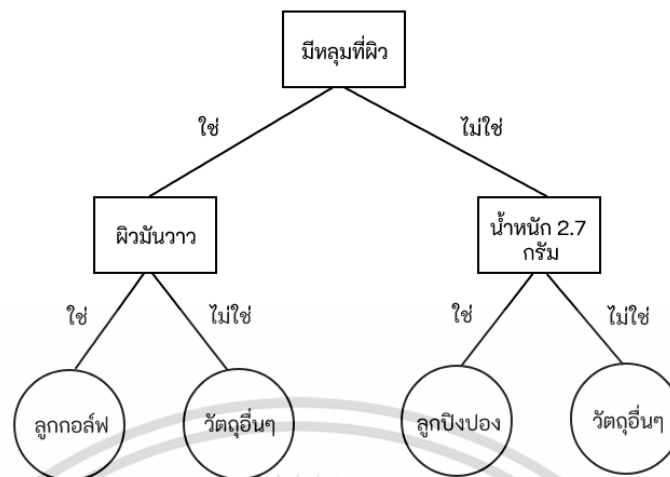 มีหลุมที่ผิว
ใช่
ไม่ใช่
ผิวมันวาว
น้ำหนัก 2.7
กรัม
ใช่
ไม่ใช่
ใช่
ไม่ใช่
ลูกกอล์ฟ
วัตถุอื่นๆ
ลูกปิงปอง
วัตถุอื่นๆ